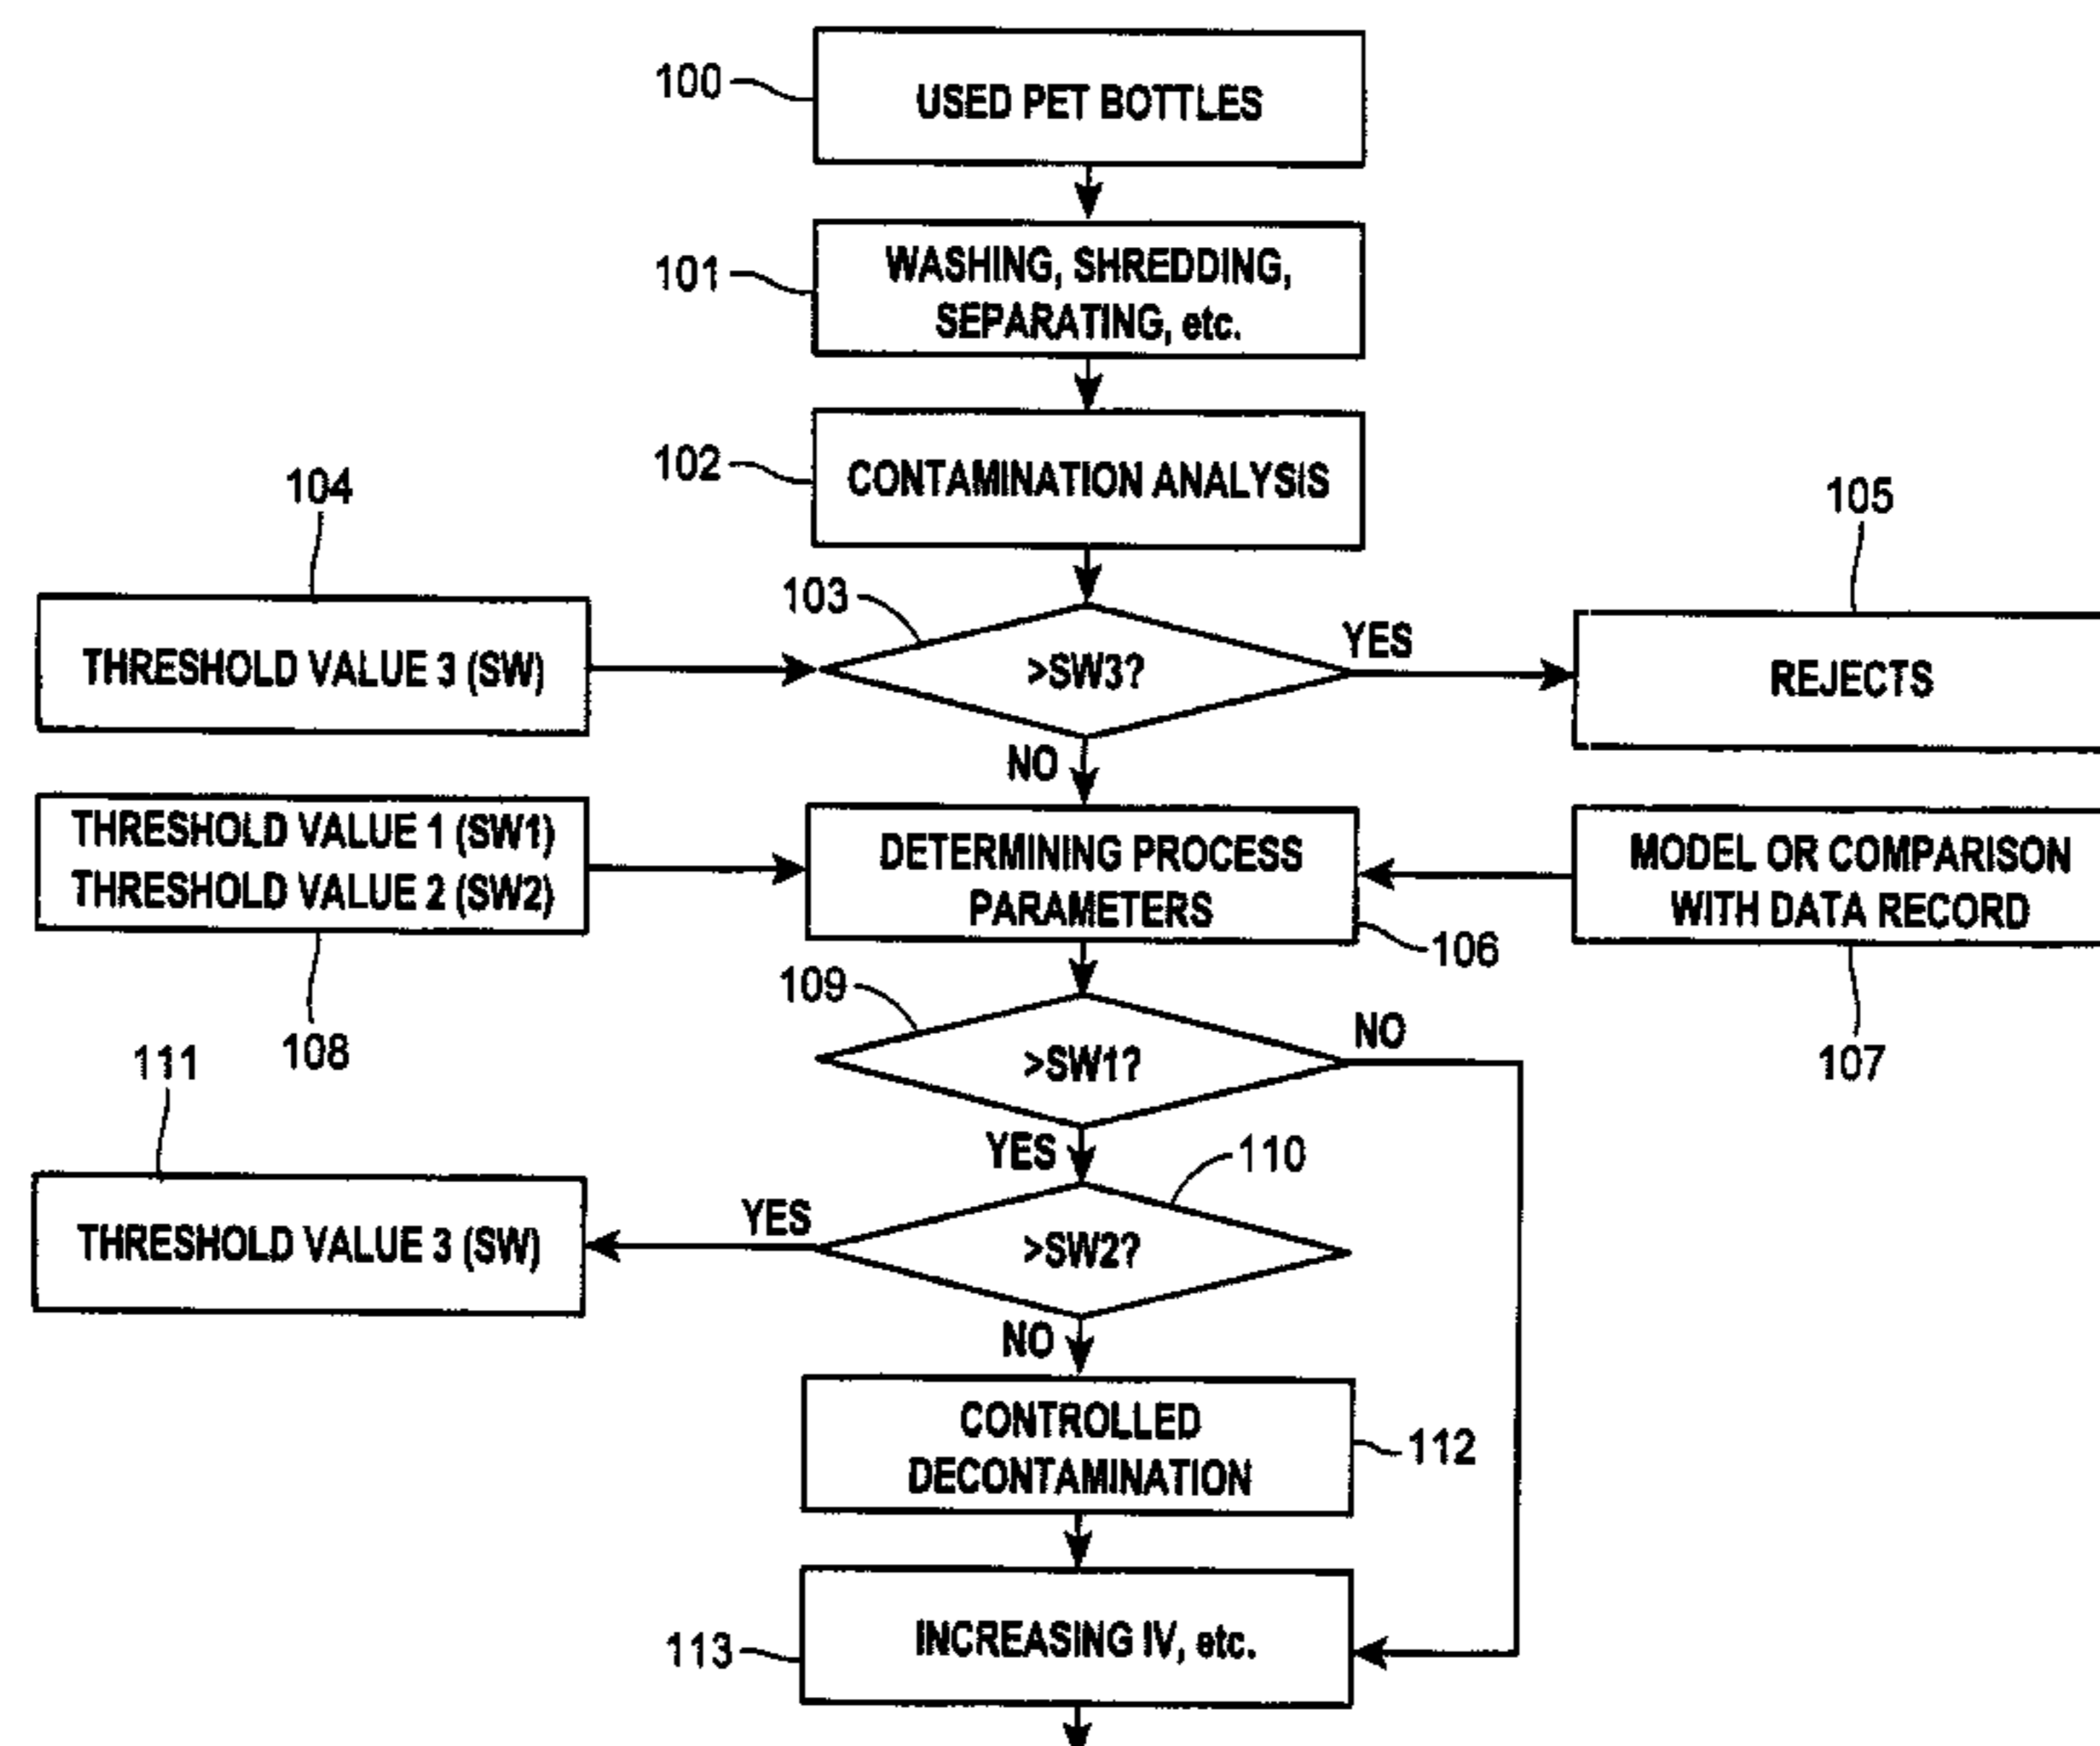 100
USED PET BOTTLES
101
WASHING, SHREDDING,
SEPARATING, etc.
102
CONTAMINATION ANALYSIS
104
105
103
THRESHOLD VALUE 3 (SW)
>SW3?
YES
REJECTS
NO
THRESHOLD VALUE 1 (SW1)
THRESHOLD VALUE 2 (SW2)
DETERMINING PROCESS
PARAMETERS
MODEL OR COMPARISON
WITH DATA RECORD
106
108
107
109
>SW1?
NO
YES
111
110
THRESHOLD VALUE 3 (SW)
YES
>SW2?
NO
CONTROLLED
DECONTAMINATION
112
113
INCREASING IV, etc.